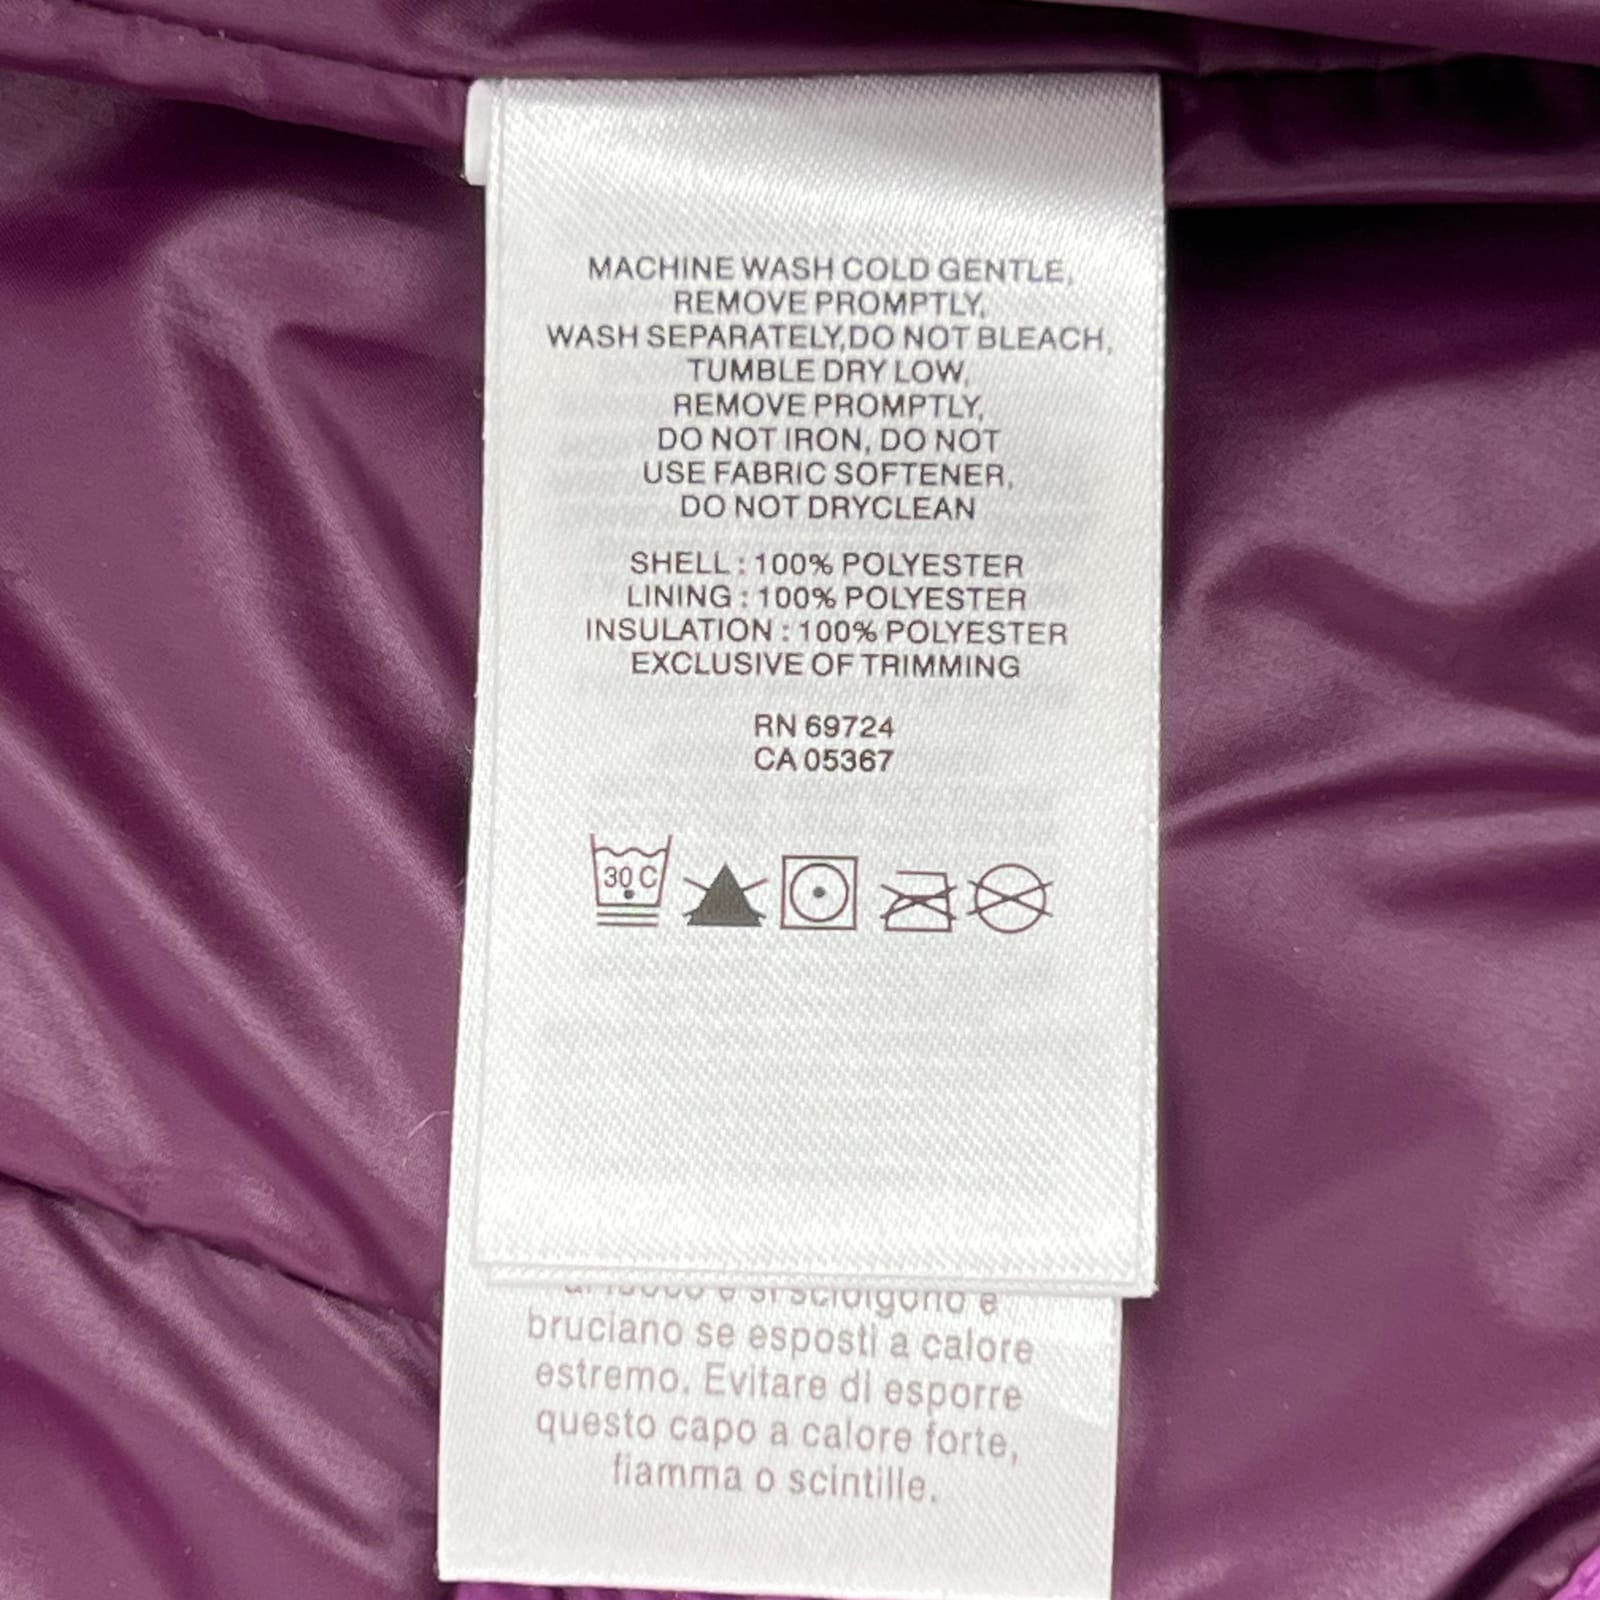 MACHINE WASH COLD GENTLE,
REMOVE PROMPTLY,
WASH SEPARATELY,DO NOT BLEACH,
TUMBLE DRY LOW,
REMOVE PROMPTLY,
DO NOT IRON, DO NOT
USE FABRIC SOFTENER,
DO NOT DRYCLEAN
SHELL : 100% POLYESTER
LINING : 100% POLYESTER
INSULATION : 100% POLYESTER
EXCLUSIVE OF TRIMMING
RN 69724
CA 05367
30 C
e si sciolgono e
bruciano se esposti a calore
estremo. Evitare di esporre
questo capo a calore forte,
fiamma o scintille.